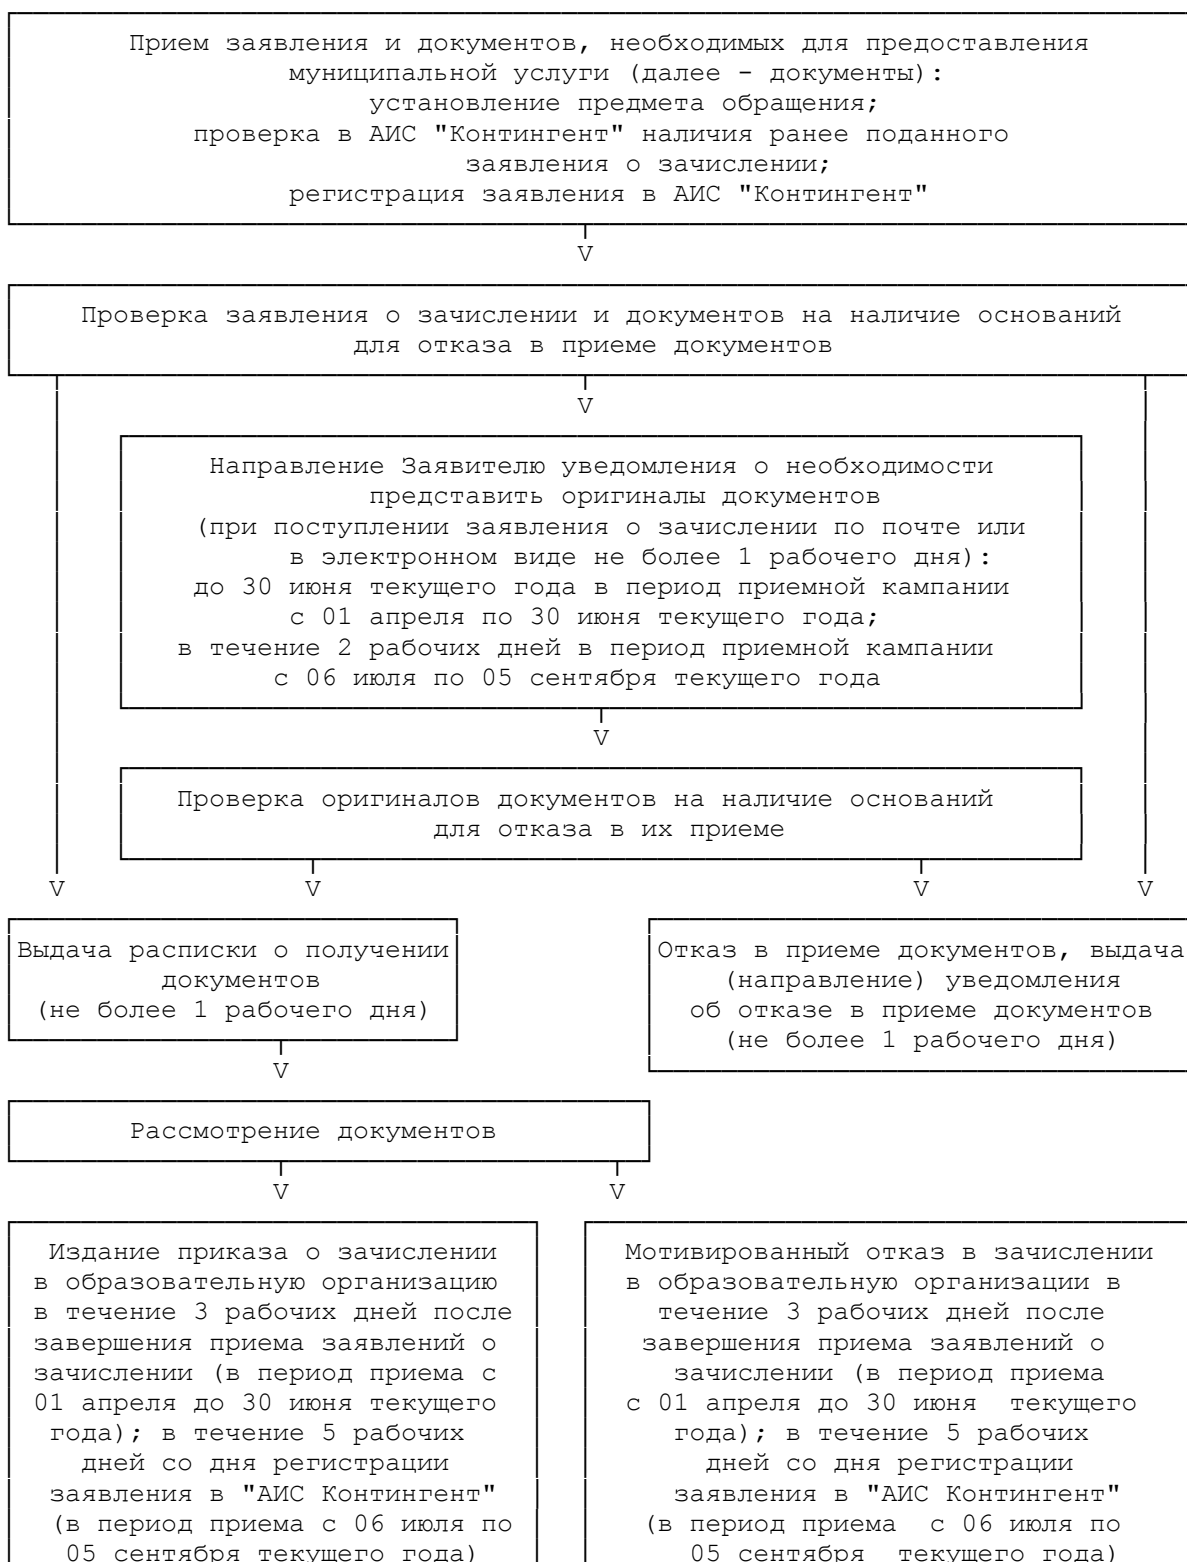 Прием заявления и документов, необходимых для предоставления
муниципальной услуги (далее - документы):
установление предмета обращения;
проверка в АИС "Контингент" наличия ранее поданного
заявления о зачислении;
регистрация заявления в АИС "Контингент"
V
Проверка заявления о зачислении и документов на наличие оснований
для отказа в приеме документов
V
Направление Заявителю уведомления о необходимости
представить оригиналы документов
(при поступлении заявления о зачислении по почте или
в электронном виде не более 1 рабочего дня):
до 30 июня текущего года в период приемной кампании
с 01 апреля по 30 июня текущего года;
в течение 2 рабочих дней в период приемной кампании
с 06 июля по 05 сентября текущего года
V
Проверка оригиналов документов на наличие оснований
для отказа в их приеме
V V V V
Выдача расписки о получении
документов
(не более 1 рабочего дня)
Отказ в приеме документов, выдача
(направление) уведомления
об отказе в приеме документов
(не более 1 рабочего дня)
V
Рассмотрение документов
V V
Издание приказа о зачислении
в образовательную организацию
в течение 3 рабочих дней после
завершения приема заявлений о
зачислении (в период приема с
01 апреля до 30 июня текущего
года); в течение 5 рабочих
дней со дня регистрации
заявления в "АИС Контингент"
(в период приема с 06 июля по
05 сентября текущего года)
Мотивированный отказ в зачислении
в образовательную организации в
течение 3 рабочих дней после
завершения приема заявлений о
зачислении (в период приема
с 01 апреля до 30 июня текущего
года); в течение 5 рабочих
дней со дня регистрации
заявления в "АИС Контингент"
(в период приема с 06 июля по
05 сентября текущего года)